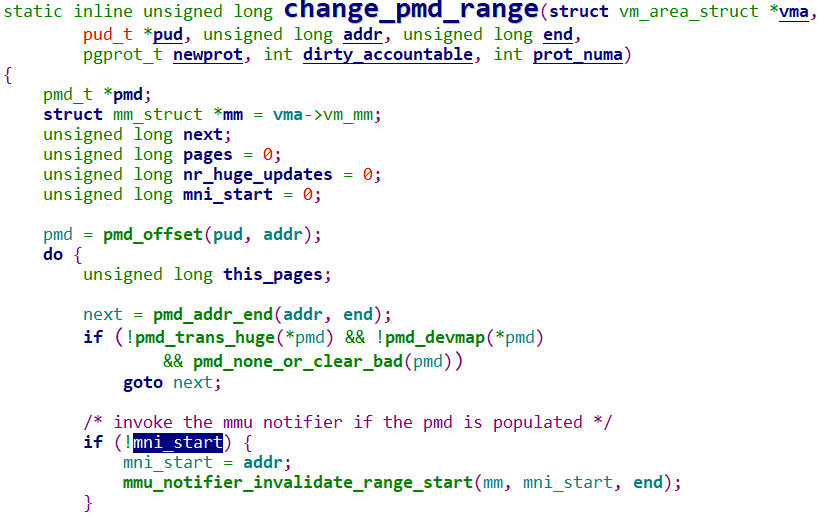 static inline unsigned long change_pmd_range(struct vm_area_struct *vma,
        pud_t *pud, unsigned long addr, unsigned long end,
        pgprot_t newprot, int dirty_accountable, int prot_numa)
{
    pmd_t *pmd;
    struct mm_struct *mm = vma->vm_mm;
    unsigned long next;
    unsigned long pages = 0;
    unsigned long nr_huge_updates = 0;
    unsigned long mni_start = 0;

    pmd = pmd_offset(pud, addr);
    do {
        unsigned long this_pages;

        next = pmd_addr_end(addr, end);
        if (!pmd_trans_huge(*pmd) && !pmd_devmap(*pmd)
                && pmd_none_or_clear_bad(pmd))
            goto next;

        /* invoke the mmu notifier if the pmd is populated */
        if (!mni_start) {
            mni_start = addr;
            mmu_notifier_invalidate_range_start(mm, mni_start, end);
        }